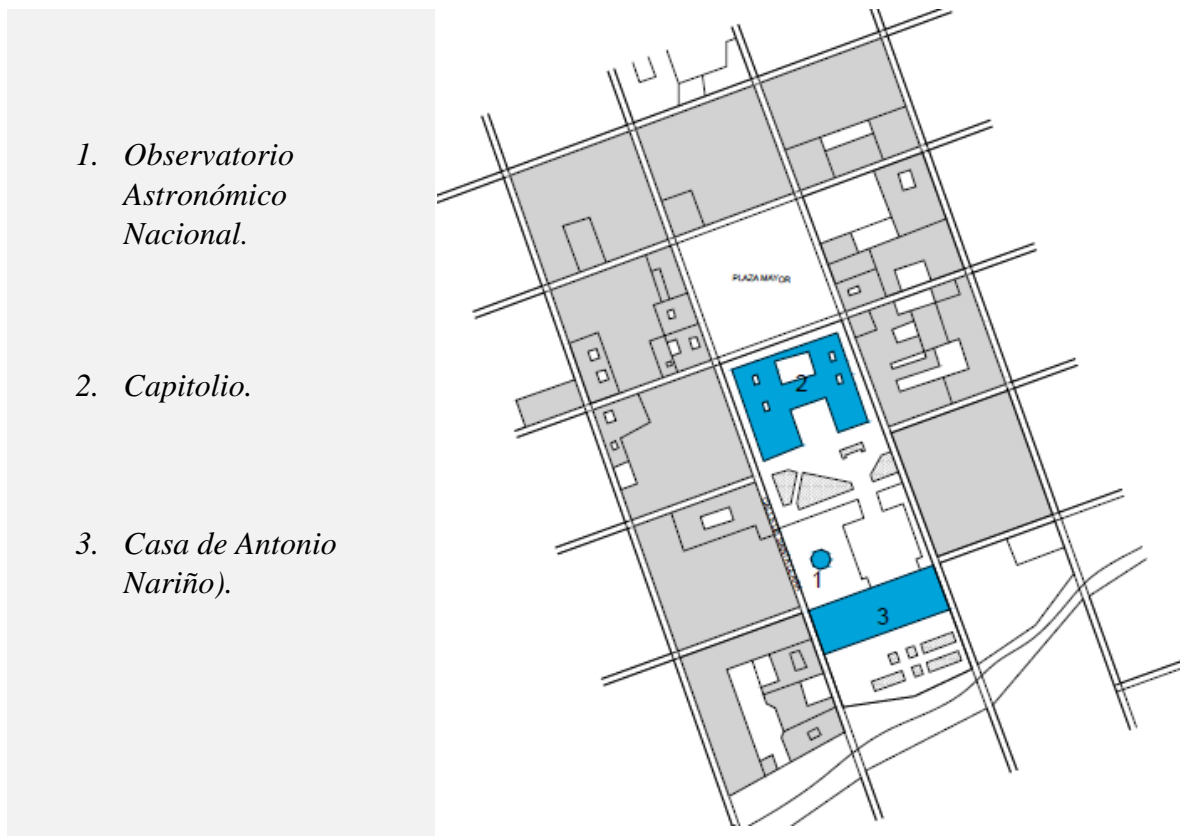 1. Observatorio
Astronómico
Nacional.
2. Capitolio.
3. Casa de Antonio
Nariño).
PLAZA MAYOR
2
1
3